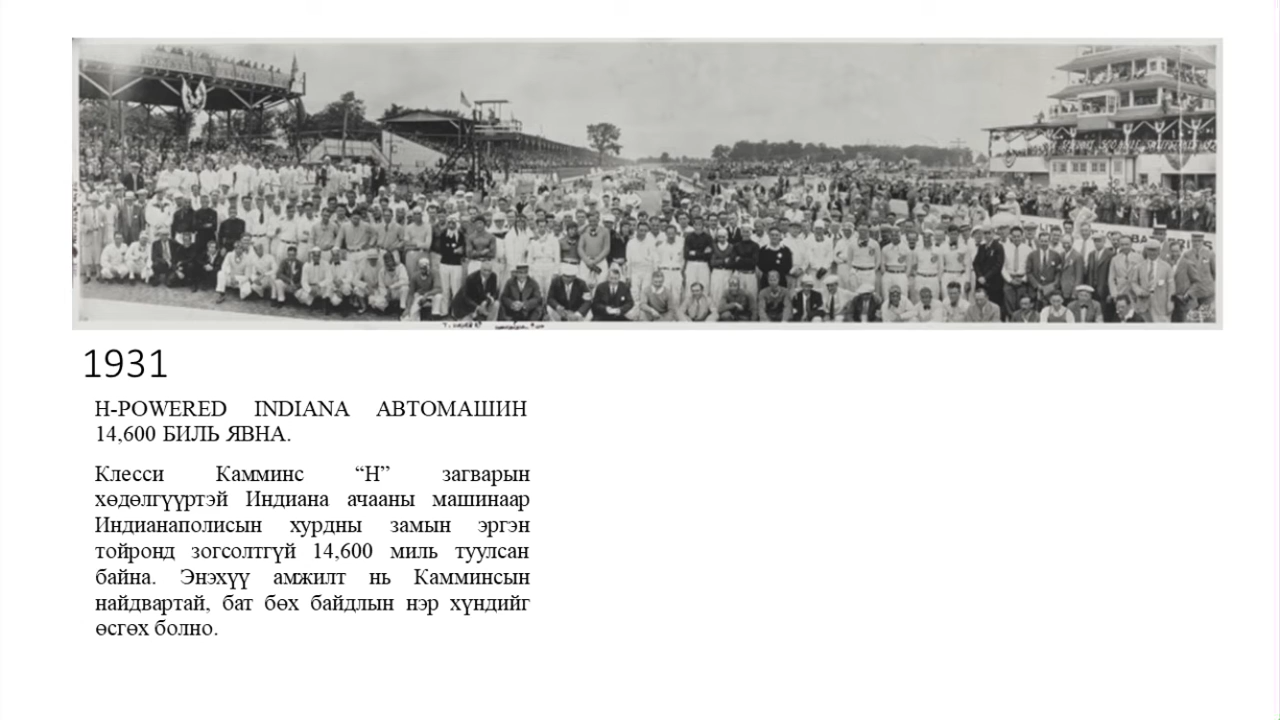 1931
H-POWERED INDIANA АВТОМАШИН
14,600 БИЛЬ ЯВНА.
Клесси Камминс “Н” загварын
хөдөлгүүртэй Индиана ачааны машинаар
Индианаполисын хурдны замын эргэн
тойронд зогсолтгүй 14,600 миль туулсан
байна. Энэхүү амжилт нь Камминсын
найдвартай, бат бөх байдлын нэр хүндийг
өсгөх болно.